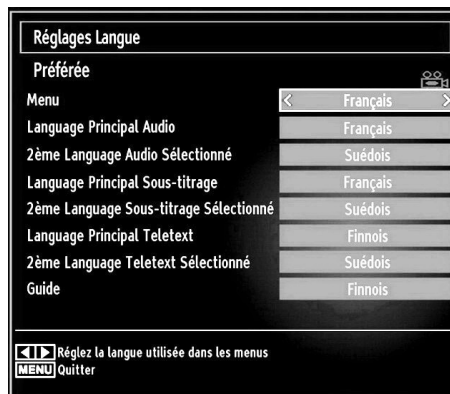 Réglages Langue
Préférée
Menu Français
Language Principal Audio Français
2ème Language Audio Sélectionné Suédois
Language Principal Sous-titrage Français
2ème Language Sous-titrage Sélectionné Suédois
Language Principal Teletext Finnois
2ème Language Teletext Sélectionné Suédois
Guide Finnois
Réglez la langue utilisée dans les menus
MENU Quitter